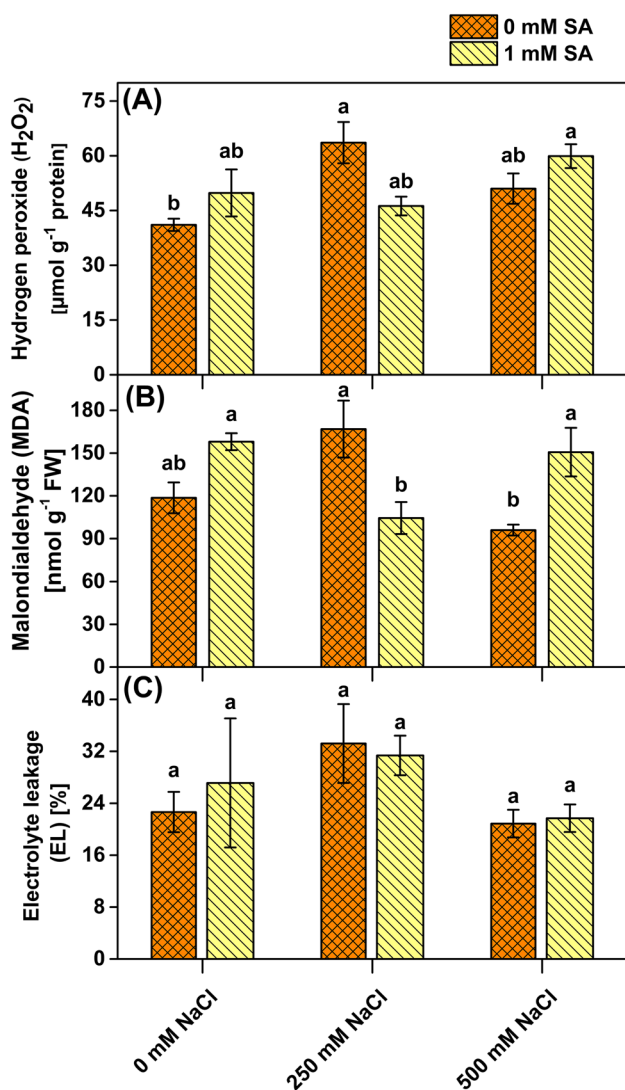 0 mM SA
1 mM SA
(A)
Hydrogen peroxide (H₂O₂)
[µmol g⁻¹ protein)
75
60
45
30
15
0
b
ab
a
ab
ab
a
(B)
Malondialdehyde (MDA)
[nmol g⁻¹ FW]
180
150
120
90
60
30
0
ab
a
a
b
b
a
(C)
Electrolyte leakage
(EL) [%]
40
32
24
16
8
0
a
a
a
a
a
a
0 mM NaCl
250 mM NaCl
500 mM NaCl